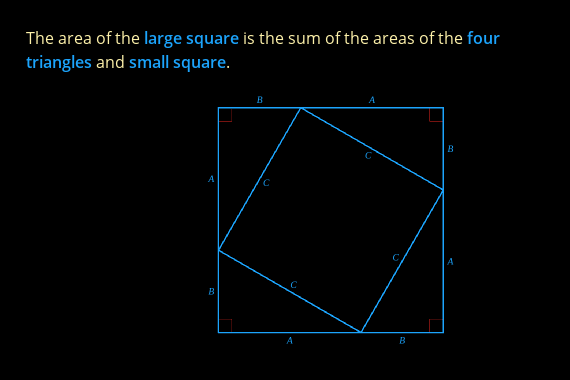 The area of the large square is the sum of the areas of the four
triangles and small square.
B A
C B
A C
C A
B C
A B